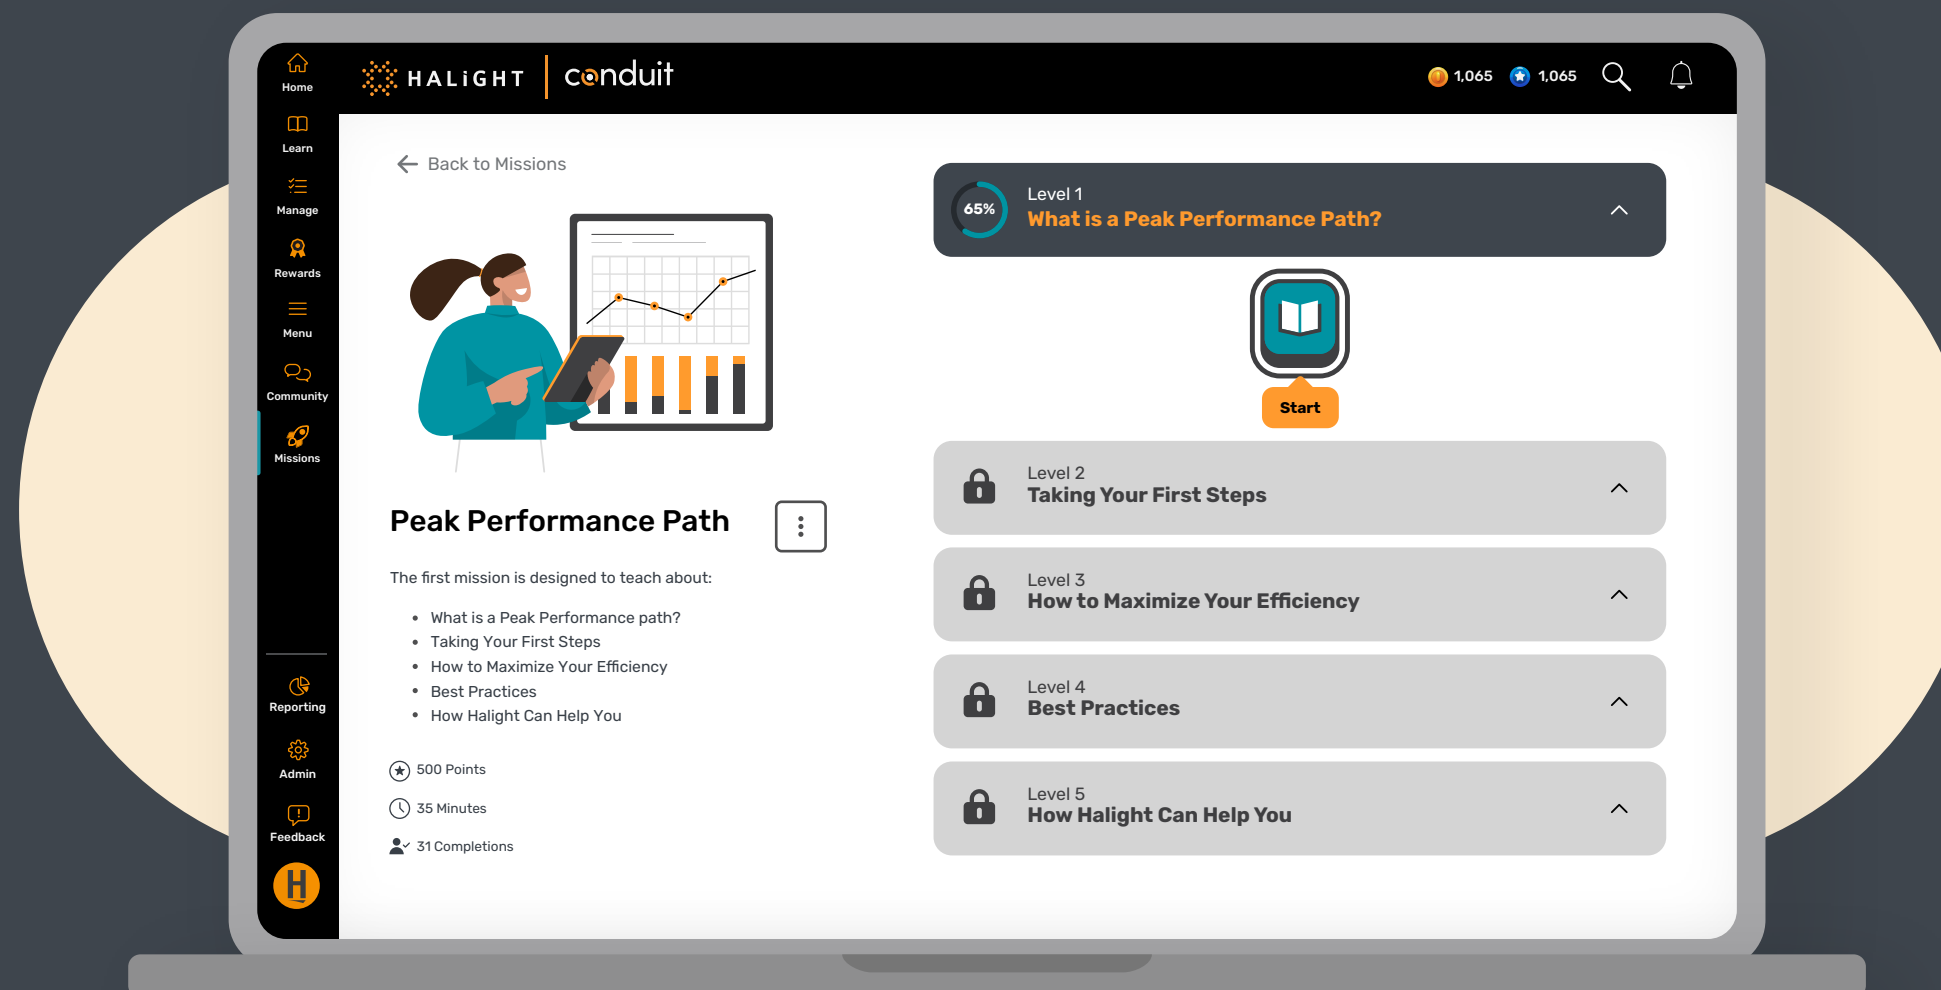 Home
Learn
Manage
Rewards
Menu
Community
Missions
Reporting
Admin
Feedback
H
HALiGHT | conduit
1,065 1,065
Back to Missions
Peak Performance Path
The first mission is designed to teach about:
• What is a Peak Performance path?
• Taking Your First Steps
• How to Maximize Your Efficiency
• Best Practices
• How Halight Can Help You
500 Points
35 Minutes
31 Completions
65%
Level 1
What is a Peak Performance Path?
Start
Level 2
Taking Your First Steps
Level 3
How to Maximize Your Efficiency
Level 4
Best Practices
Level 5
How Halight Can Help You